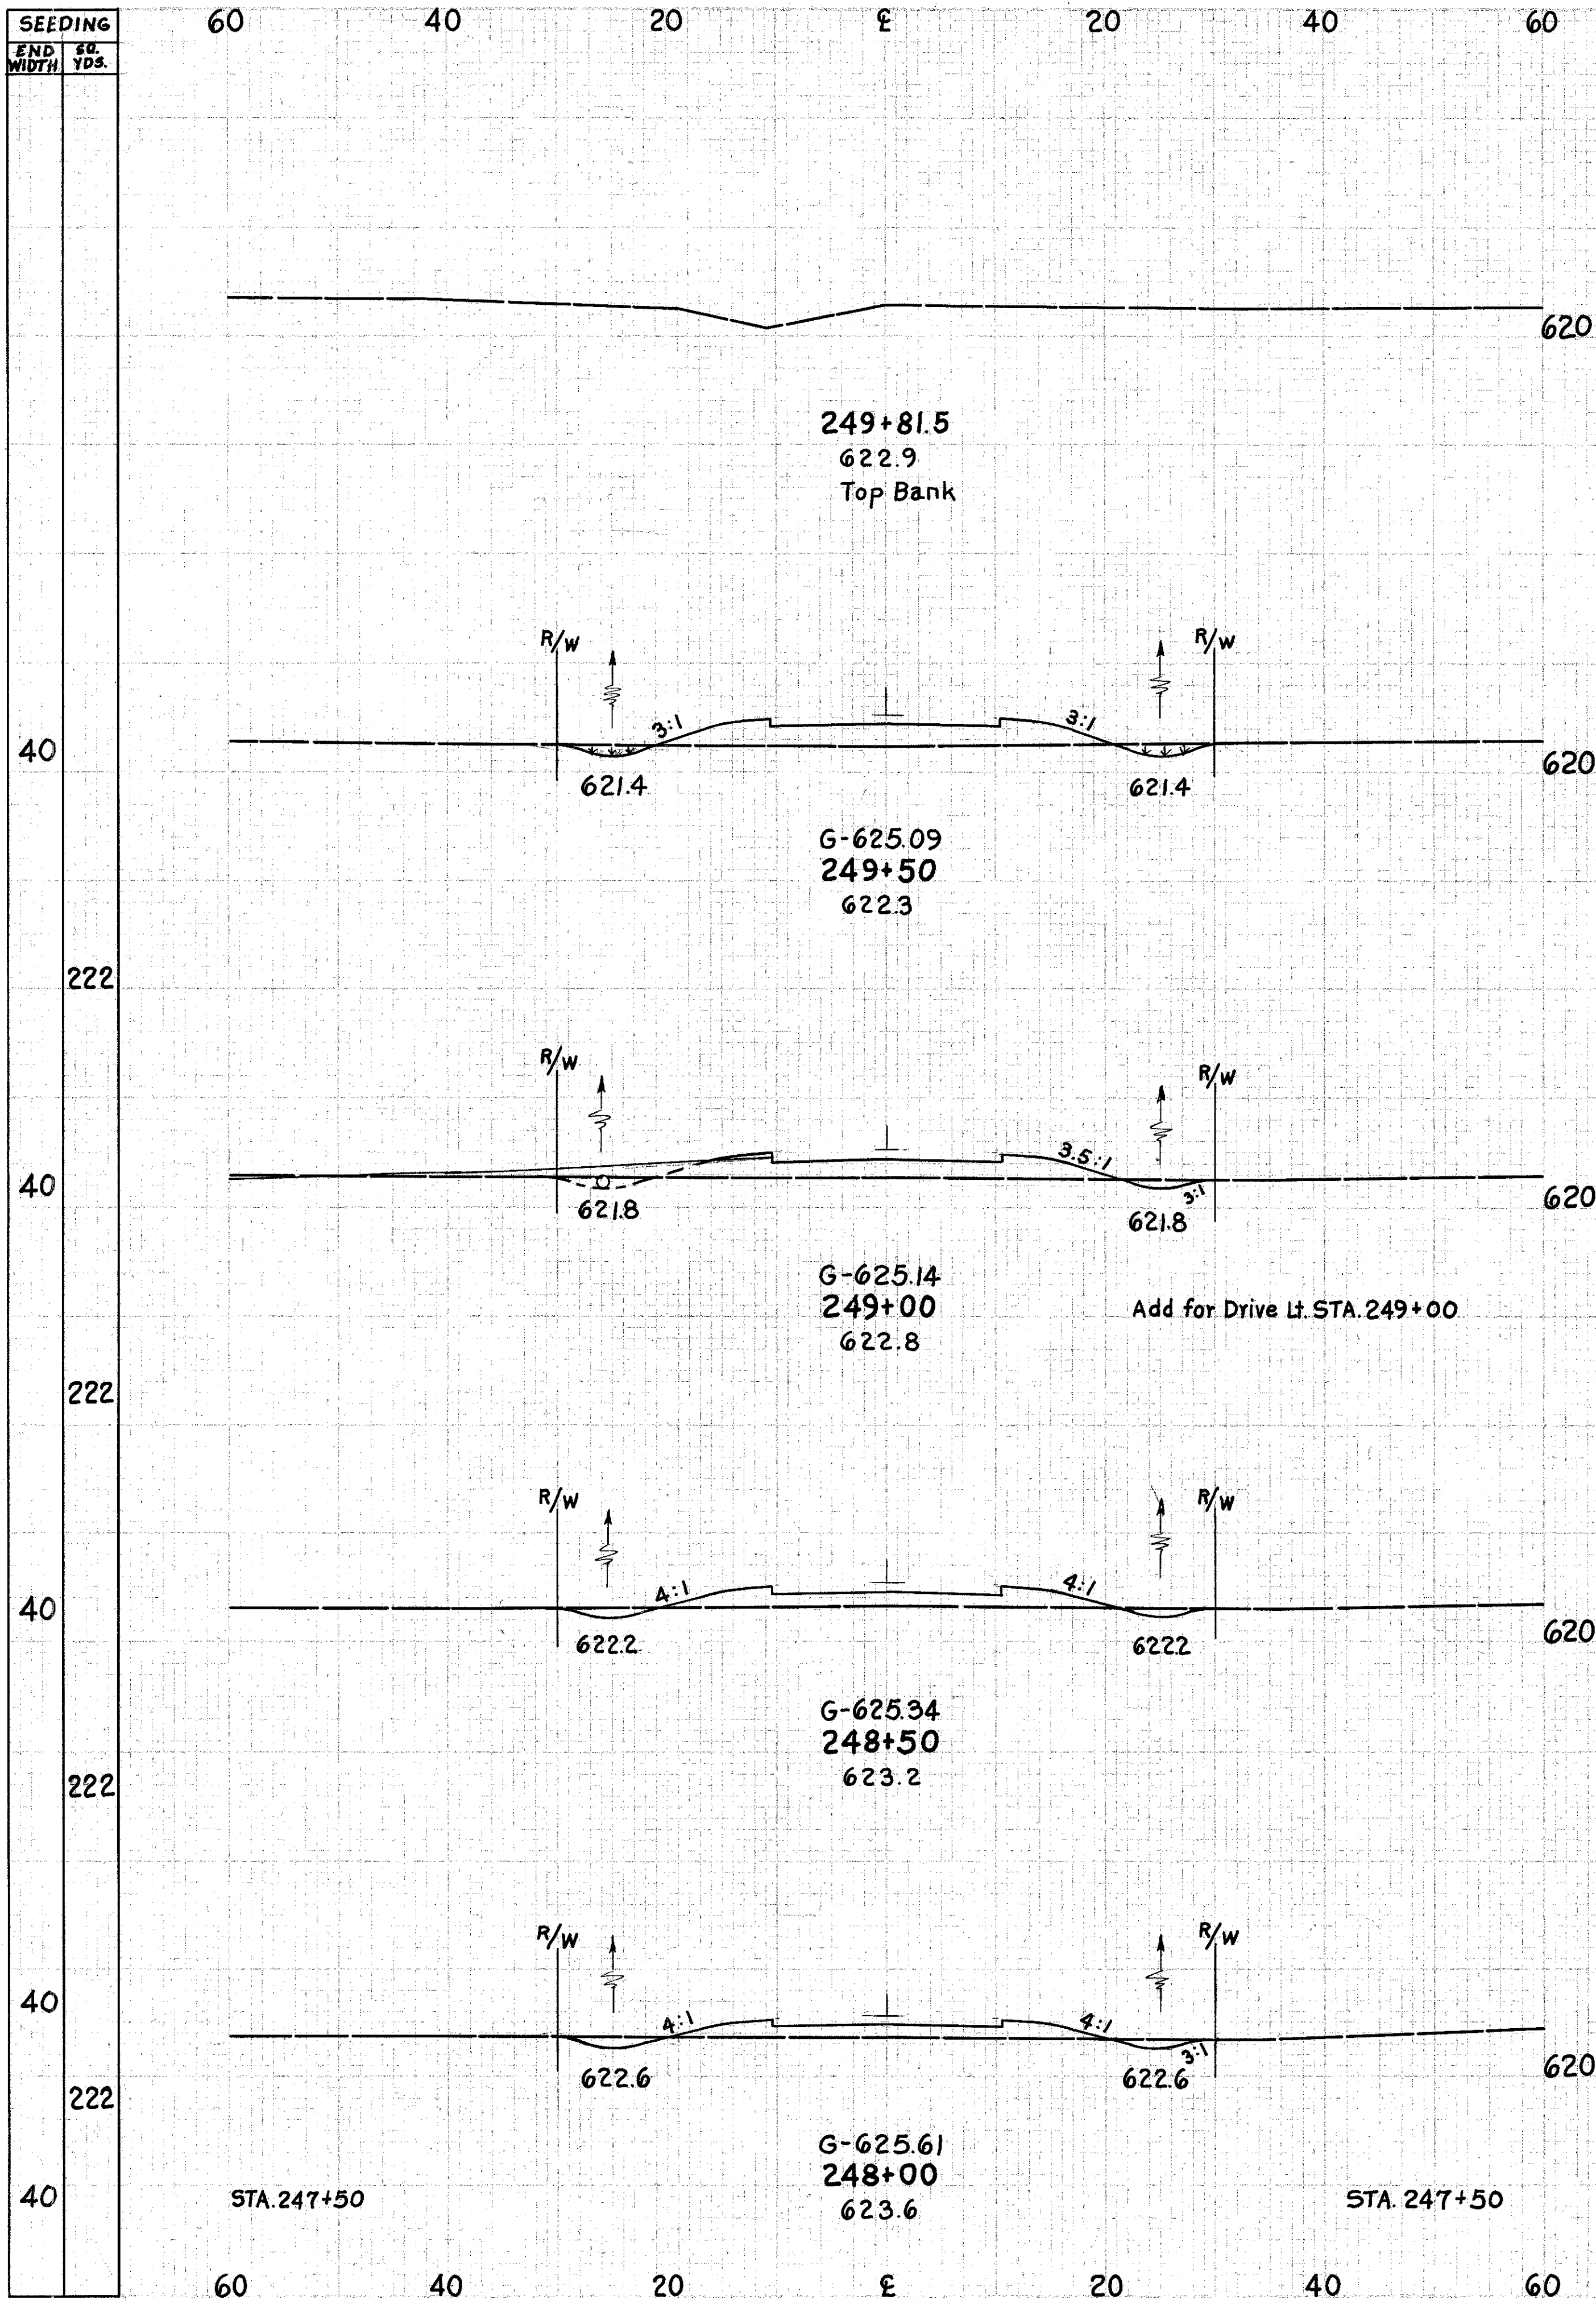 SEEDING
END WIDTH
SQ. YDS.
60 40 20 ℄ 20 40 60
620
249+81.5
622.9
Top Bank
R/W R/W
3:1 3:1
40
620
621.4 621.4
G-625.09
249+50
622.3
222
R/W R/W
3.5:1
3:1
40
620
621.8 621.8
G-625.14
249+00
Add for Drive Lt. STA. 249+00
622.8
222
R/W R/W
4:1 4:1
40
620
622.2 622.2
G-625.34
248+50
623.2
222
R/W R/W
40
4:1 4:1
3:1
620
622.6 622.6
222
G-625.61
248+00
40
STA. 247+50 STA. 247+50
623.6
60 40 20 ℄ 20 40 60